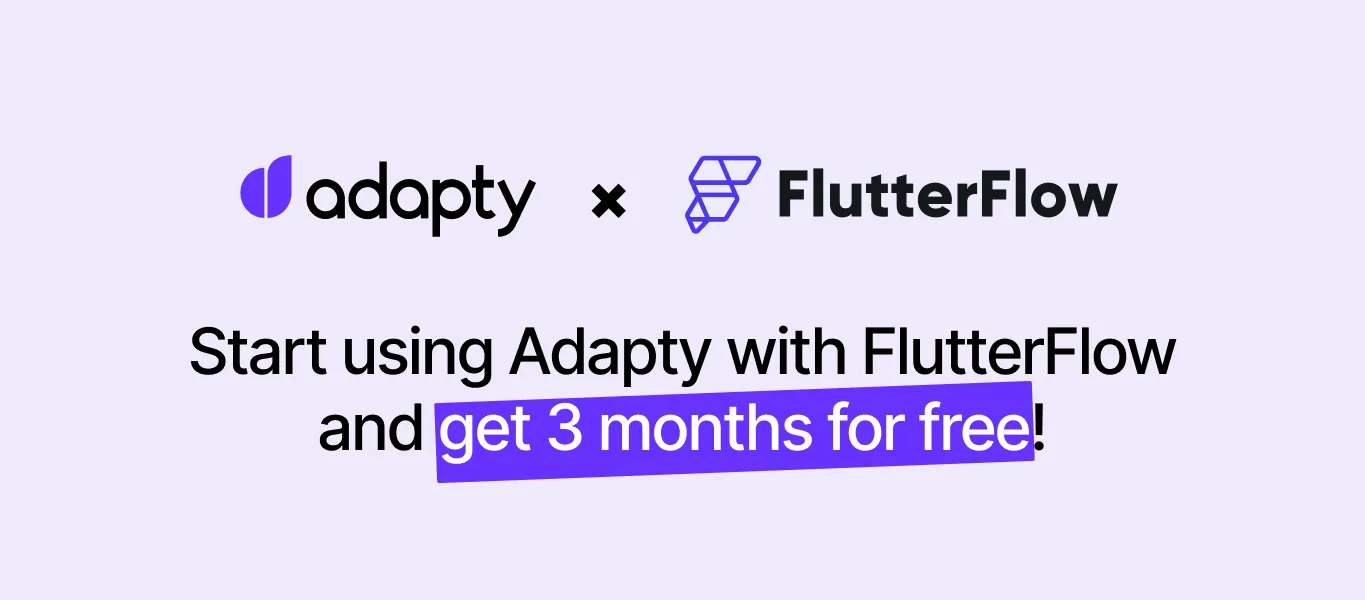 adapty × FlutterFlow
Start using Adapty with FlutterFlow
and get 3 months for free!